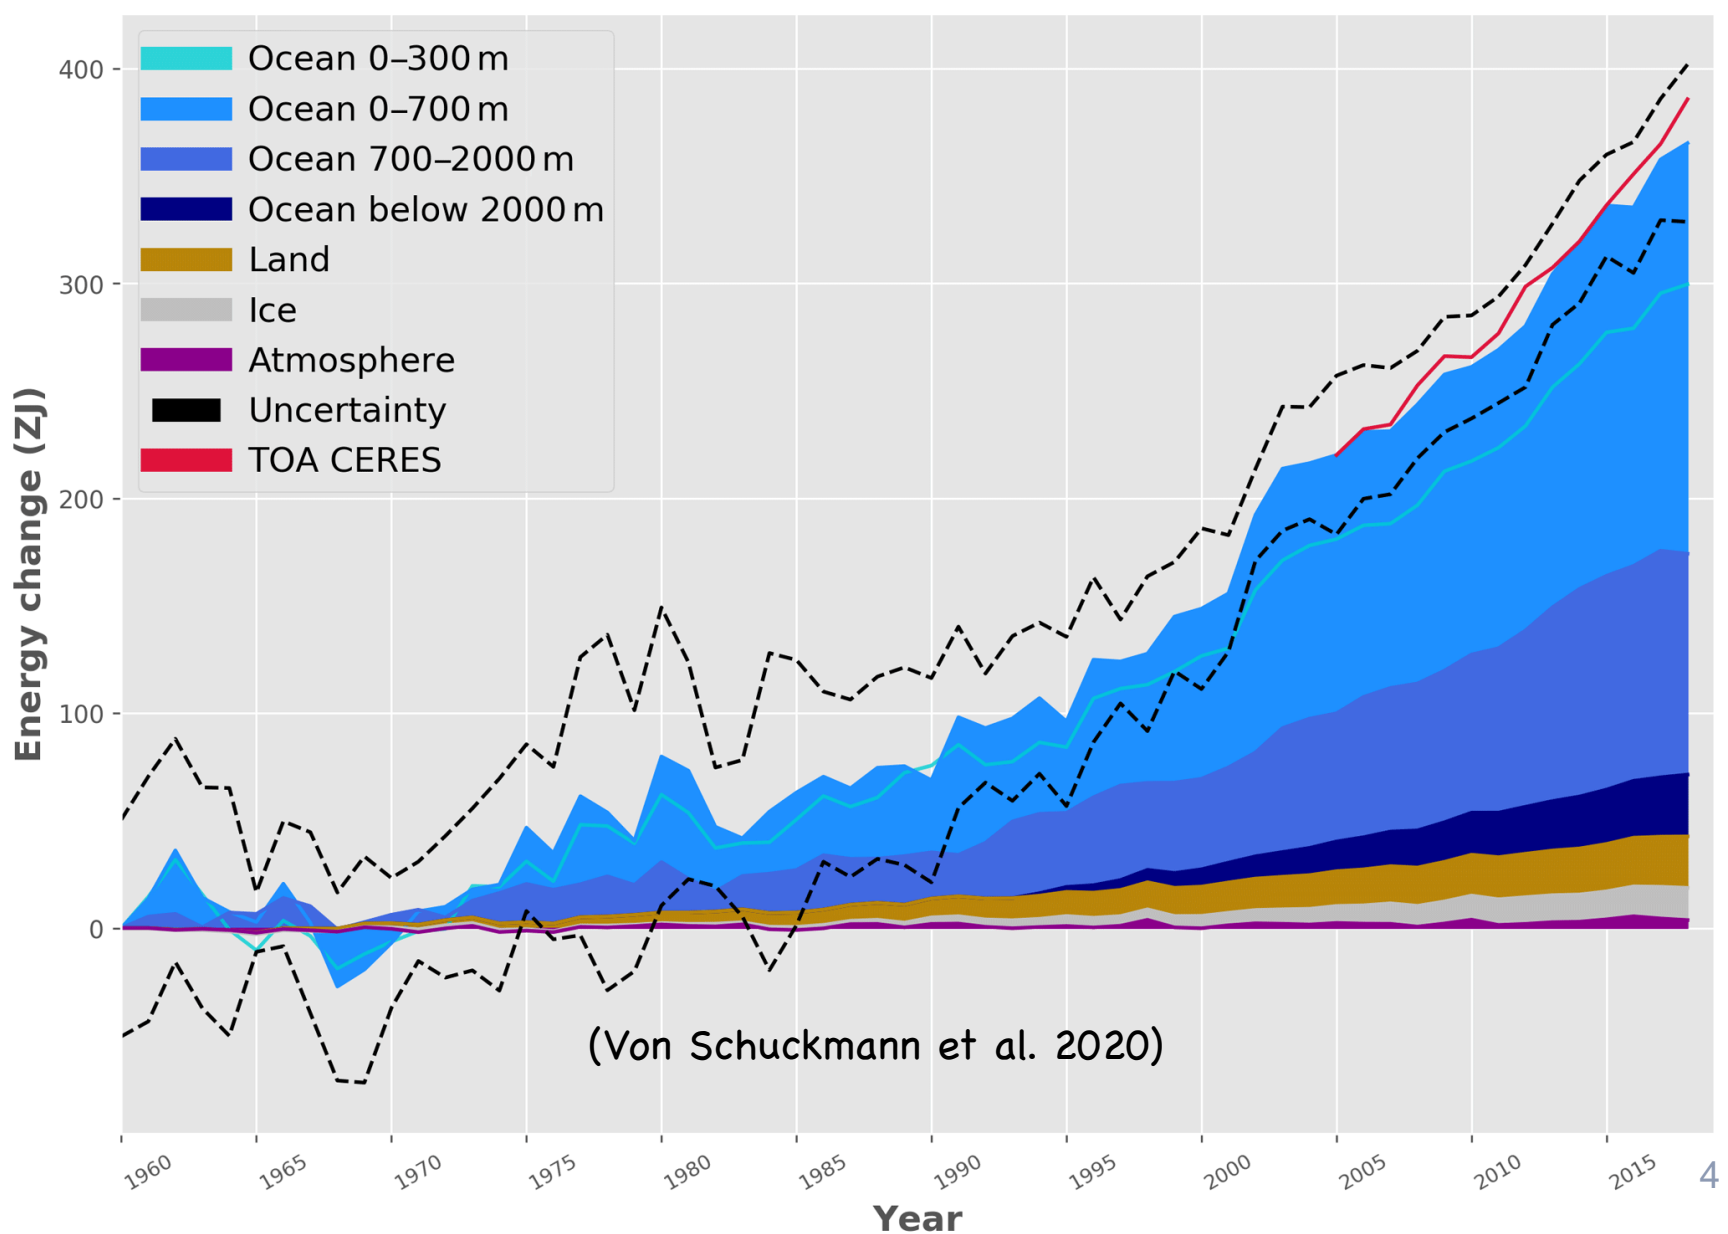 Ocean 0–300 m
Ocean 0–700 m
Ocean 700–2000 m
Ocean below 2000 m
Land
Ice
Atmosphere
Uncertainty
TOA CERES
Energy change (ZJ)
400
300
200
100
0
(Von Schuckmann et al. 2020)
1960
1965
1970
1975
1980
1985
1990
1995
2000
2005
2010
2015
4
Year